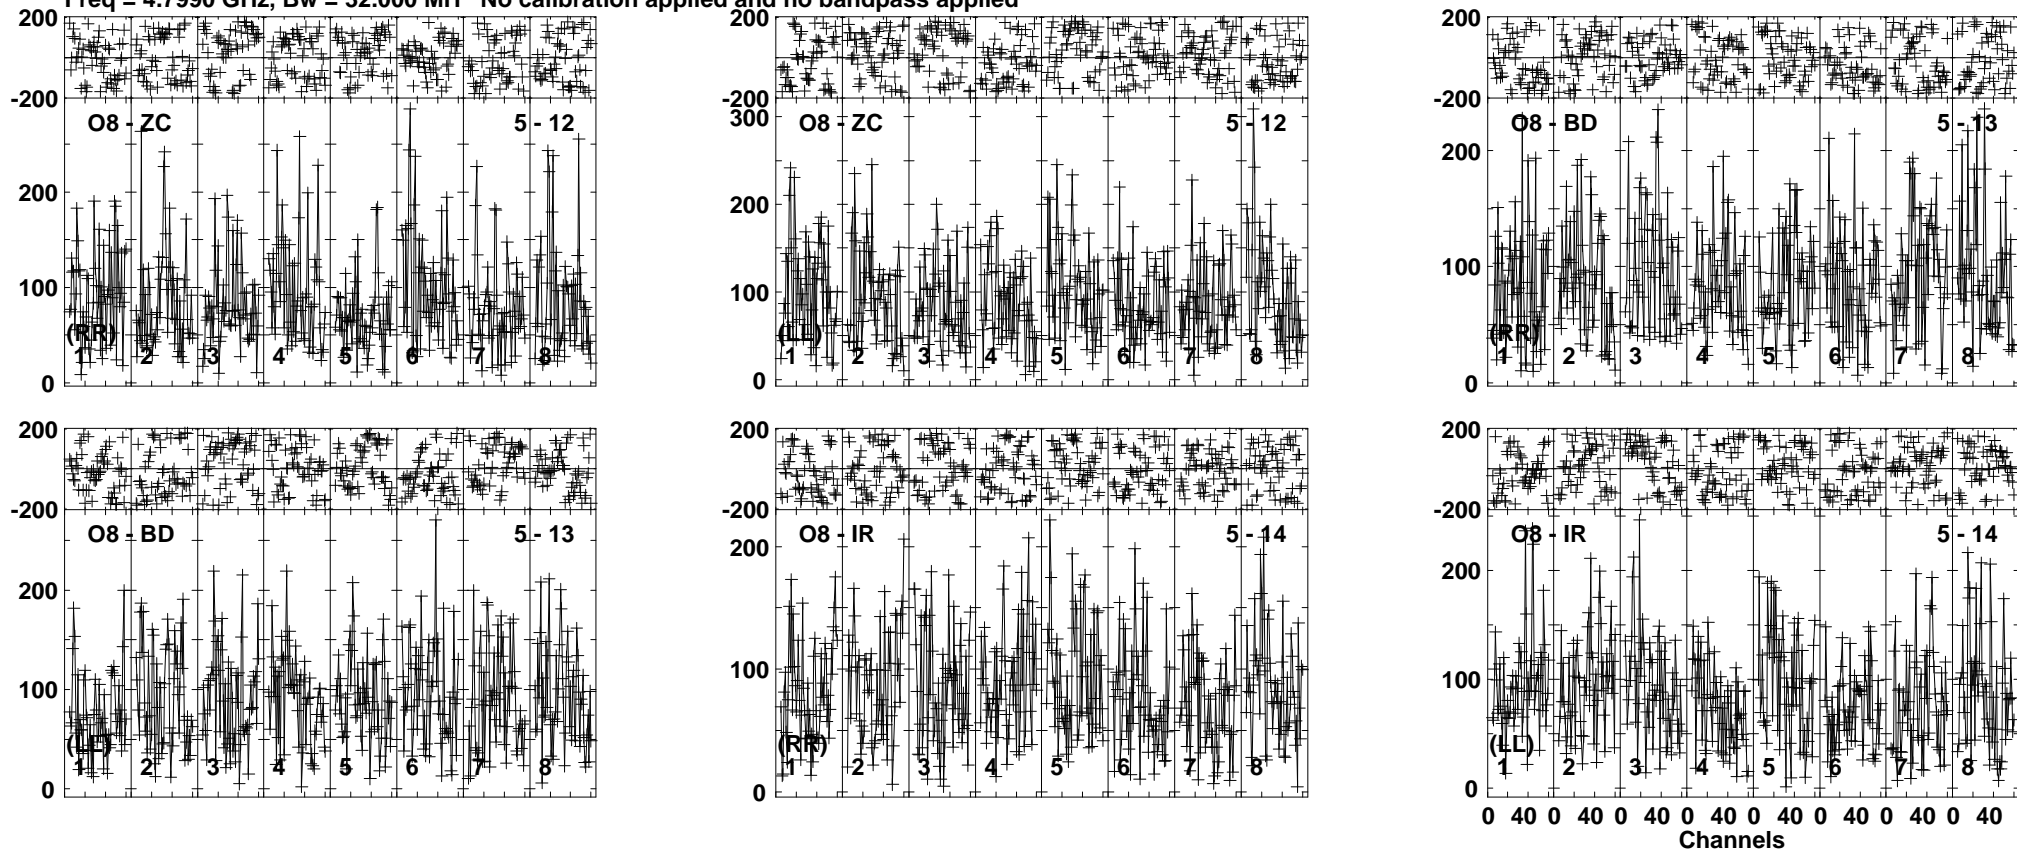 Freq = 4.7990 GHz, Bw = 32.000 MH No calibration applied and no bandpass applied
200 200 200
-200 -200 -200
O8 - ZC 5 - 12 O8 - ZC 5 - 12 O8 - BD 5 - 13
300
200 200 200
100 100 100
(RR) (LL) (RR)
1 2 3 4 5 6 7 8 1 2 3 4 5 6 7 8 1 2 3 4 5 6 7 8
0 0 0
200 200 200
-200 -200 -200
O8 - BD 5 - 13 O8 - IR 5 - 14 O8 - IR 5 - 14
200 200 200
100 100 100
(LL) (RR) (LL)
1 2 3 4 5 6 7 8 1 2 3 4 5 6 7 8 1 2 3 4 5 6 7 8
0 0 0
0 40 0 40 0 40 0 40 0 40 0 40 0 40 0 40
Channels